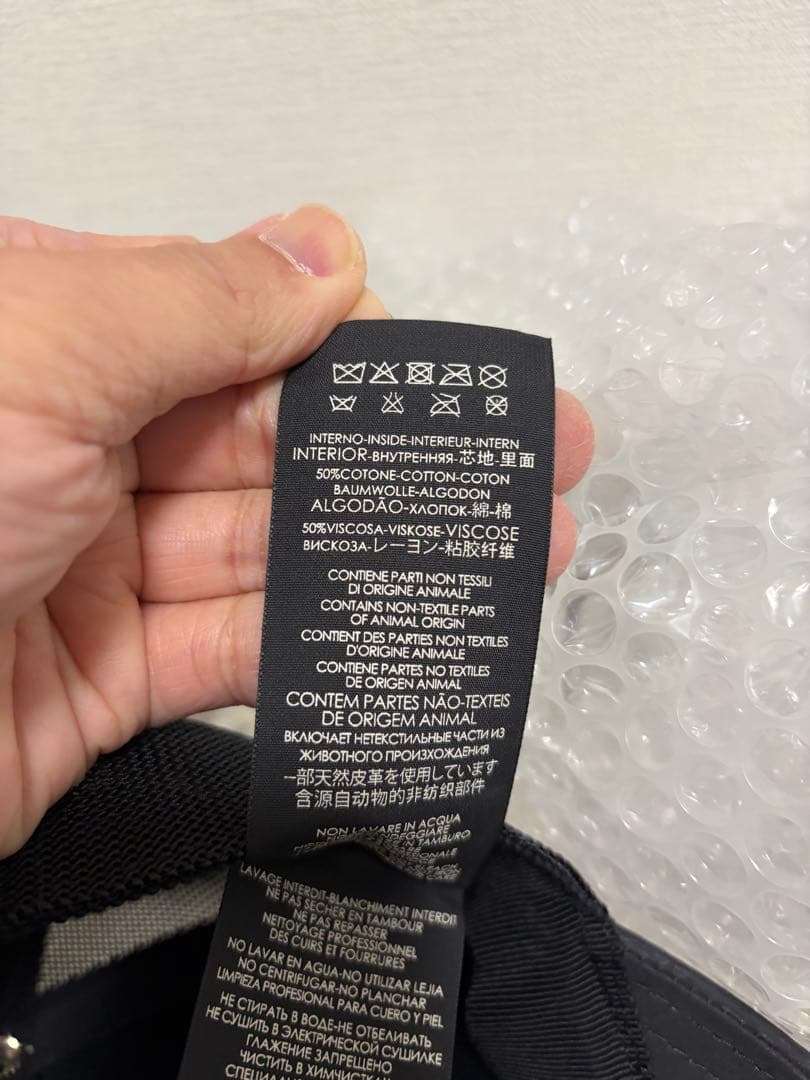 INTERNO-INSIDE-INTERIEUR-INTERN
INTERIOR-ВНУТРЕННЯЯ-芯地-里面
50%COTONE-COTTON-COTON
BAUMWOLLE-ALGODON
ALGODÃO-ХЛОПОК-綿-棉
50%VISCOSA-VISKOSE-VISCOSE
ВИСКОЗА-レーヨン-粘胶纤维
CONTIENE PARTI NON TESSILI
DI ORIGINE ANIMALE
CONTAINS NON-TEXTILE PARTS
OF ANIMAL ORIGIN
CONTIENT DES PARTIES NON TEXTILES
D'ORIGINE ANIMALE
CONTIENE PARTES NO TEXTILES
DE ORIGEN ANIMAL
CONTEM PARTES NÃO-TEXTEIS
DE ORIGEM ANIMAL
ВКЛЮЧАЕТ НЕТЕКСТИЛЬНЫЕ ЧАСТИ ИЗ
ЖИВОТНОГО ПРОИЗХОЖДЕНИЯ
一部天然皮革を使用しています
含源自动物的非纺织部件
NON LAVARE IN ACQUA
CANDEGGIARE
IN TAMBURO
LAVAGE INTERDIT-BLANCHIMENT INTERDIT
NE PAS SECHER EN TAMBOUR
NE PAS REPASSER
NETTOYAGE PROFESSIONNEL
DES CUIRS ET FOURRURES
NO LAVAR EN AGUA-NO UTILIZAR LEJIA
NO CENTRIFUGAR-NO PLANCHAR
LIMPIEZA PROFESIONAL PARA CUERO Y PIEL
НЕ СТИРАТЬ В ВОДЕ-НЕ ОТБЕЛИВАТЬ
НЕ СУШИТЬ В ЭЛЕКТРИЧЕСКОЙ СУШИЛКЕ
ГЛАЖЕНИЕ ЗАПРЕЩЕНО
ЧИСТИТЬ В ХИМЧИСТКАХ